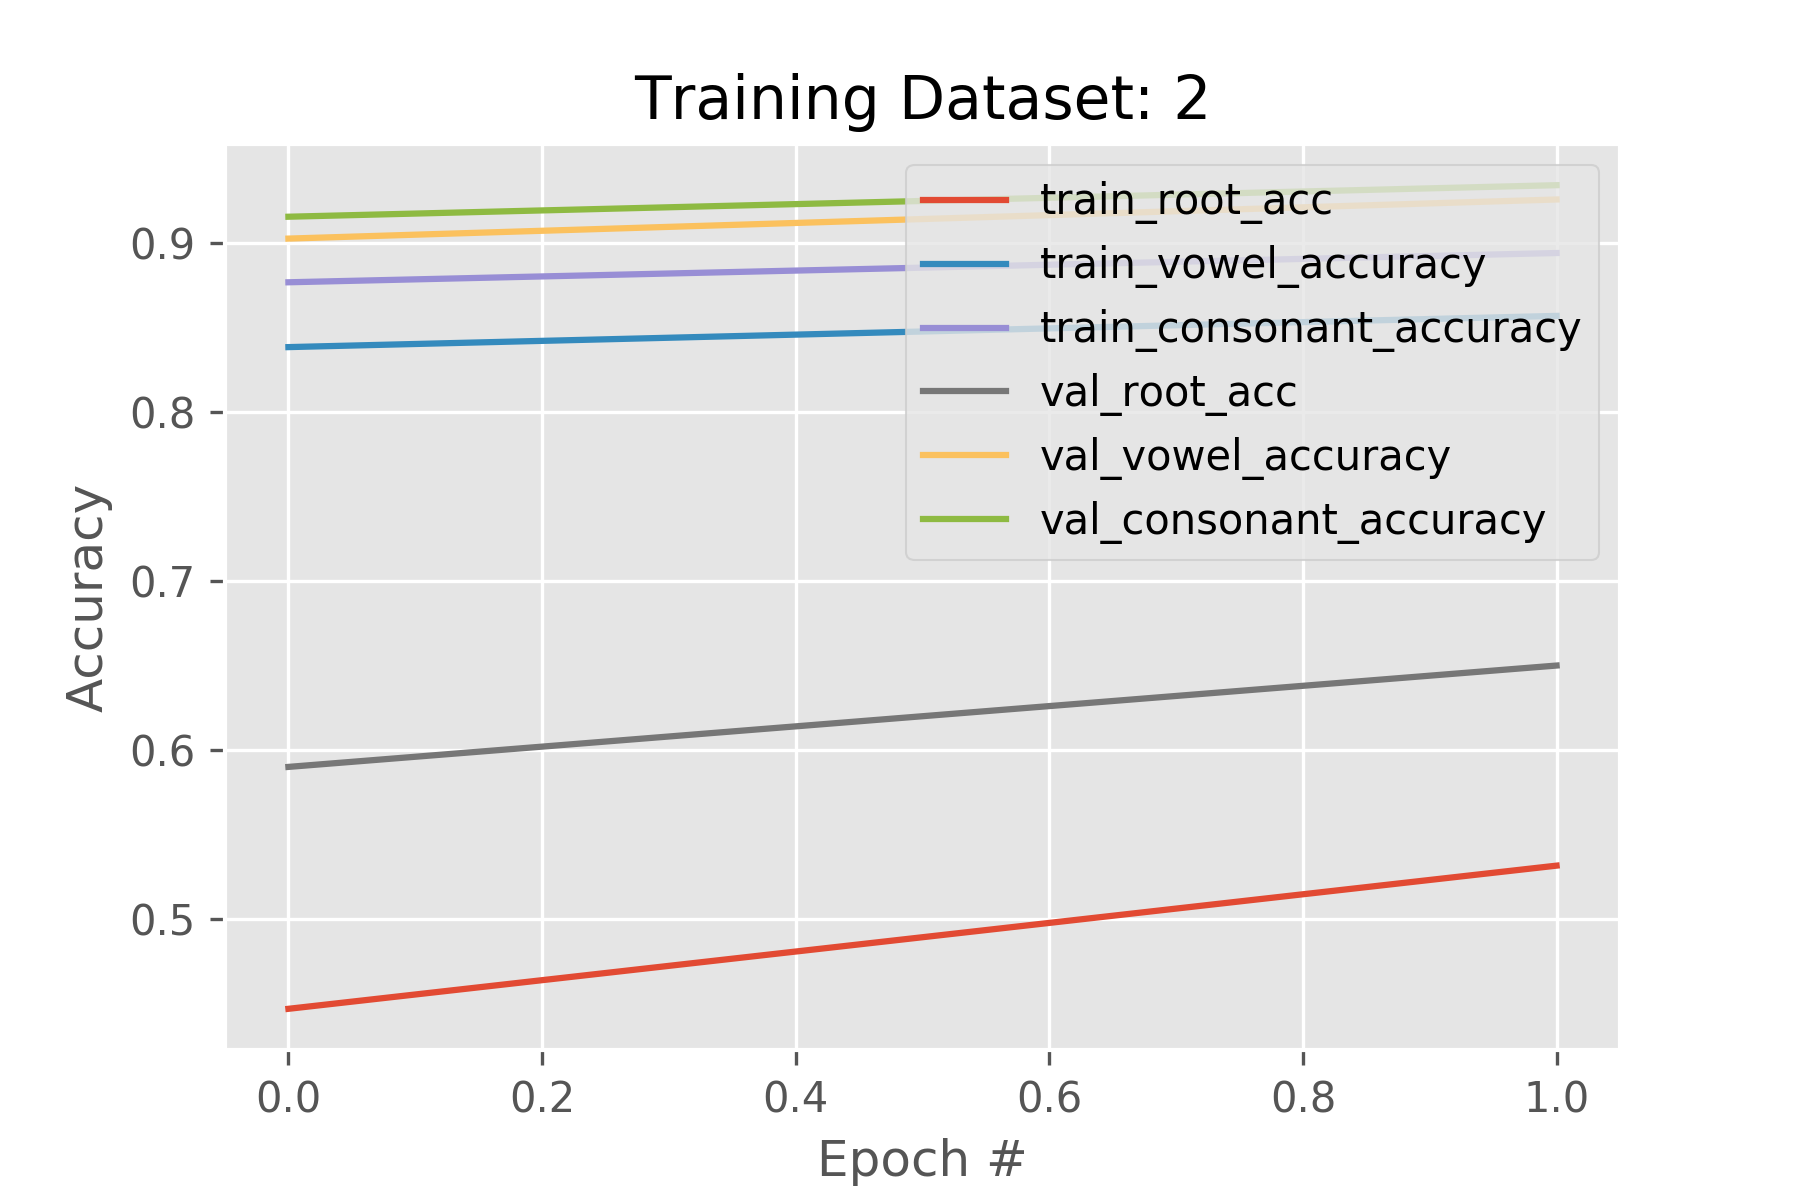 Training Dataset: 2
train_root_acc
train_vowel_accuracy
train_consonant_accuracy
val_root_acc
val_vowel_accuracy
val_consonant_accuracy
0.9
0.8
0.7
0.6
0.5
Accuracy
0.0 0.2 0.4 0.6 0.8 1.0
Epoch #